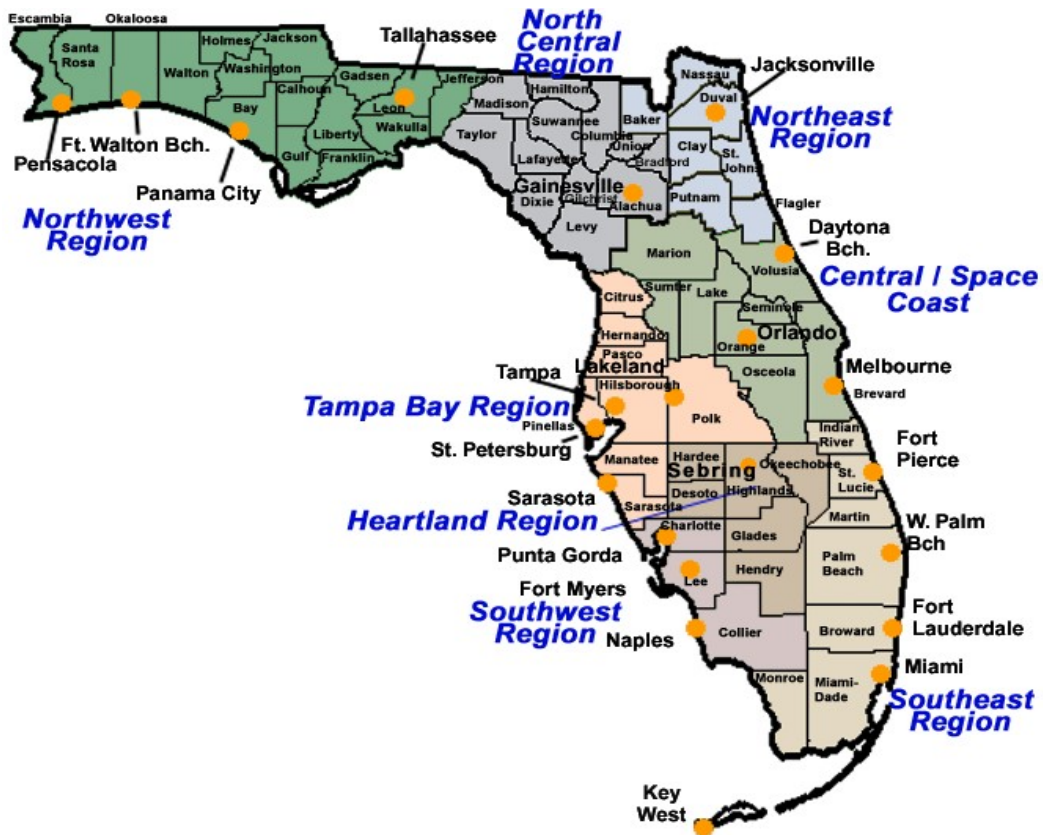 Escambia
Okaloosa
Santa
Rosa
Walton
Holmes
Jackson
Washington
Bay
Calhoun
Gulf
Liberty
Franklin
Gadsen
Leon
Wakulla
Jefferson
Tallahassee
Pensacola
Ft. Walton Bch.
Panama City
Northwest
Region
North
Central
Region
Madison
Hamilton
Taylor
Suwannee
Columbia
Lafayette
Union
Bradford
Baker
Gainesville
Dixie
Gilchrist
Alachua
Levy
Nassau
Duval
Jacksonville
Northeast
Region
Clay
St.
Johns
Putnam
Flagler
Daytona
Bch.
Marion
Volusia
Central / Space
Coast
Sumter
Lake
Seminole
Orange
Orlando
Osceola
Melbourne
Brevard
Citrus
Hernando
Pasco
Lakeland
Tampa
Hilsborough
Polk
Tampa Bay Region
Pinellas
St. Petersburg
Manatee
Hardee
Sebring
Okeechobee
Indian
River
Fort
Pierce
St.
Lucie
Sarasota
Sarasota
Desoto
Highlands
Heartland Region
Martin
Charlotte
Glades
W. Palm
Bch
Punta Gorda
Palm
Beach
Hendry
Lee
Fort Myers
Southwest
Region
Naples
Collier
Broward
Fort
Lauderdale
Monroe
Miami-
Dade
Miami
Southeast
Region
Key
West